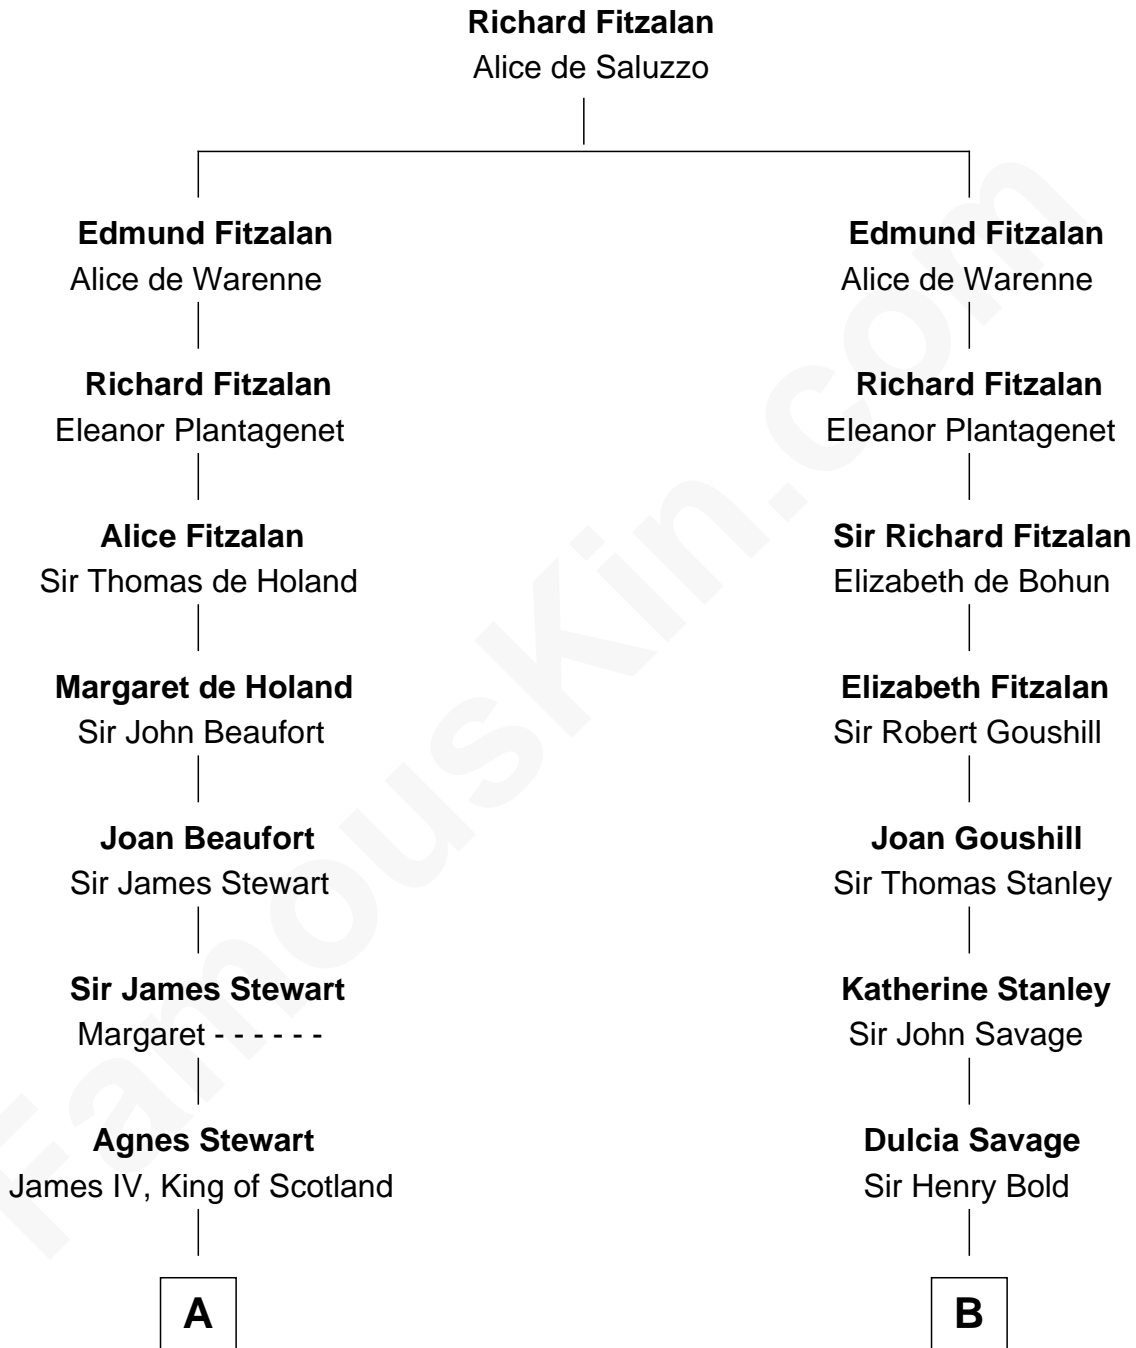 Richard Fitzalan
Alice de Saluzzo
Edmund Fitzalan
Alice de Warenne
Edmund Fitzalan
Alice de Warenne
Richard Fitzalan
Eleanor Plantagenet
Richard Fitzalan
Eleanor Plantagenet
Alice Fitzalan
Sir Thomas de Holand
Sir Richard Fitzalan
Elizabeth de Bohun
Margaret de Holand
Sir John Beaufort
Elizabeth Fitzalan
Sir Robert Goushill
Joan Beaufort
Sir James Stewart
Joan Goushill
Sir Thomas Stanley
Sir James Stewart
Margaret - - - - - -
Katherine Stanley
Sir John Savage
Agnes Stewart
James IV, King of Scotland
Dulcia Savage
Sir Henry Bold
A
B
FamousKin.com